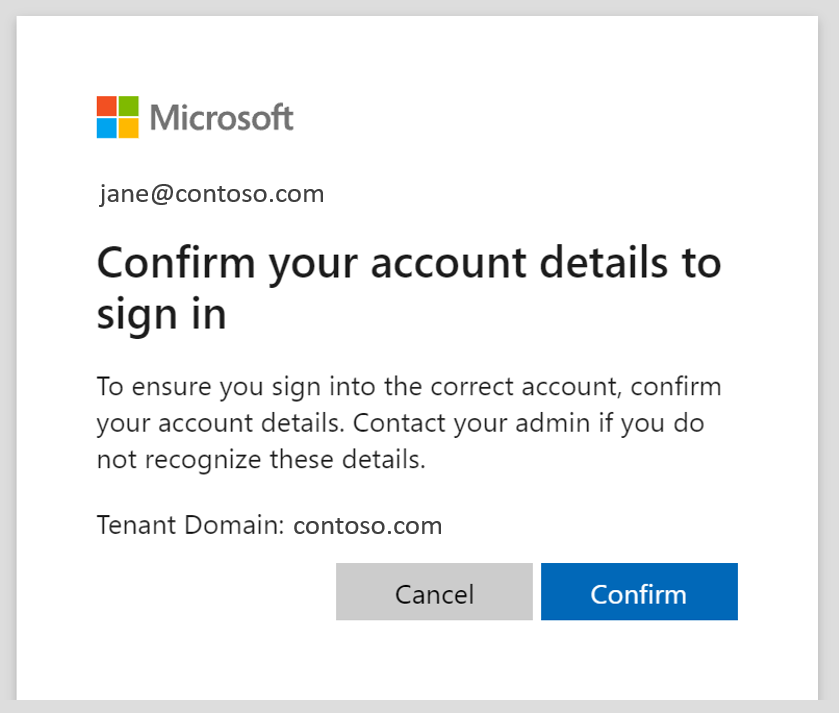 Microsoft
jane@contoso.com
Confirm your account details to
sign in
To ensure you sign into the correct account, confirm
your account details. Contact your admin if you do
not recognize these details.
Tenant Domain: contoso.com
Cancel
Confirm